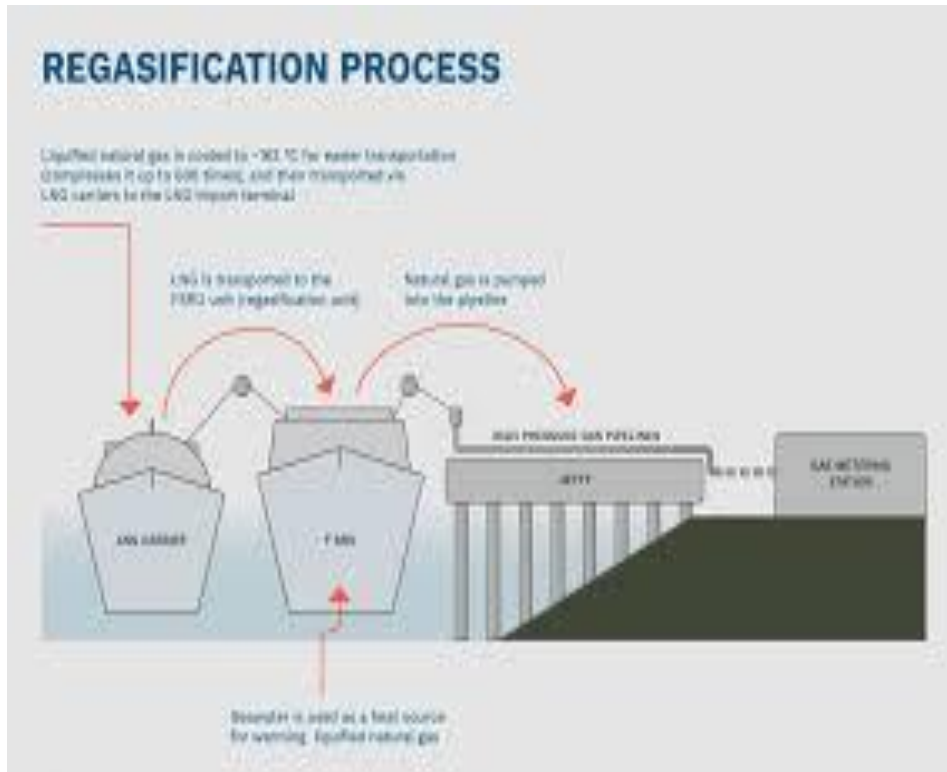 REGASIFICATION PROCESS
Liquified natural gas is cooled to °C for easier transportation
(compresses it up to 600 times), and then transported via
LNG carriers to the LNG import terminal
LNG is transported to the
FSRU unit (regasification unit)
Natural gas is pumped
into the pipeline
HIGH PRESSURE GAS PIPELINES
JETTY
GAS METERING
STATION
LNG CARRIER
Seawater is used as a heat source
for warming liquified natural gas